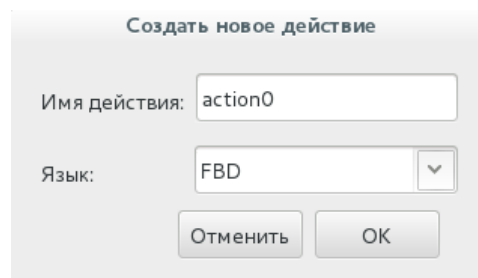 Создать новое действие
Имя действия: action0
Язык: FBD
Отменить OK